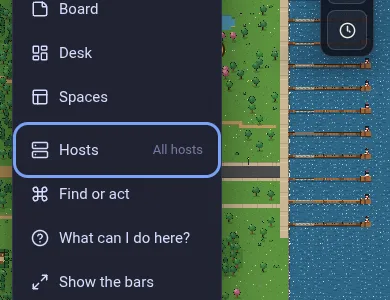 Board
Desk
Spaces
Hosts All hosts
Find or act
What can I do here?
Show the bars